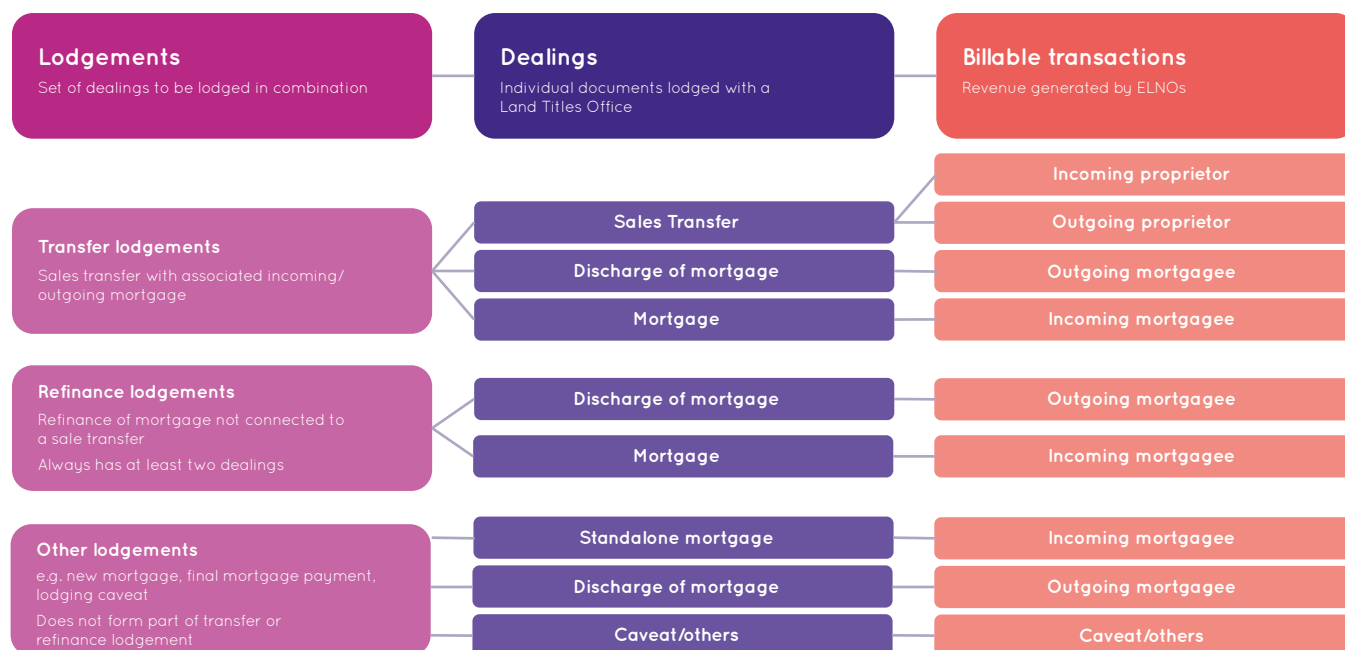 Lodgements
Set of dealings to be lodged in combination
Dealings
Individual documents lodged with a
Land Titles Office
Billable transactions
Revenue generated by ELNOs
Transfer lodgements
Sales transfer with associated incoming/
outgoing mortgage
Sales Transfer
Discharge of mortgage
Mortgage
Incoming proprietor
Outgoing proprietor
Outgoing mortgagee
Incoming mortgagee
Refinance lodgements
Refinance of mortgage not connected to
a sale transfer
Always has at least two dealings
Discharge of mortgage
Mortgage
Outgoing mortgagee
Incoming mortgagee
Other lodgements
e.g. new mortgage, final mortgage payment,
lodging caveat
Does not form part of transfer or
refinance lodgement
Standalone mortgage
Discharge of mortgage
Caveat/others
Incoming mortgagee
Outgoing mortgagee
Caveat/others